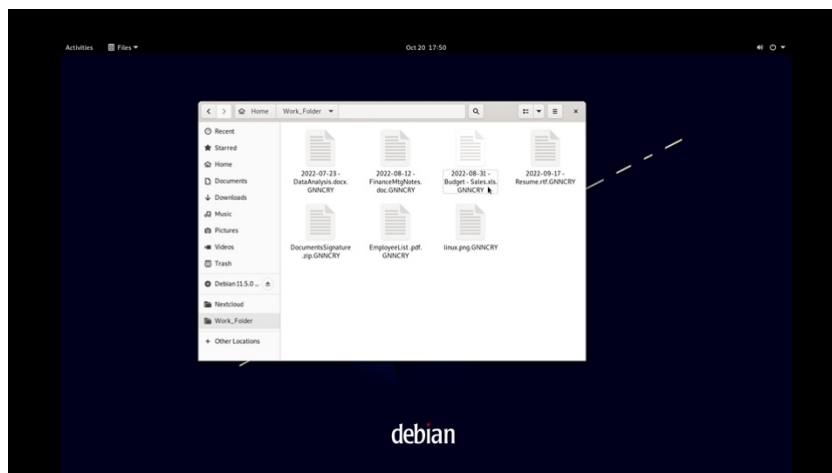 Activities
Files
Oct 20 17:50
Home
Work_Folder
Recent
Starred
Home
Documents
Downloads
Music
Pictures
Videos
Trash
Debian 11.5.0 ...
Nextcloud
Work_Folder
+ Other Locations
2022-07-23 -
DataAnalysis.docx.
GNNCRY
2022-08-12 -
FinanceMtgNotes.
doc.GNNCRY
2022-08-31 -
Budget - Sales.xls.
GNNCRY
2022-09-17 -
Resume.rtf.GNNCRY
DocumentsSignature
.zip.GNNCRY
EmployeeList.pdf.
GNNCRY
linux.png.GNNCRY
debian